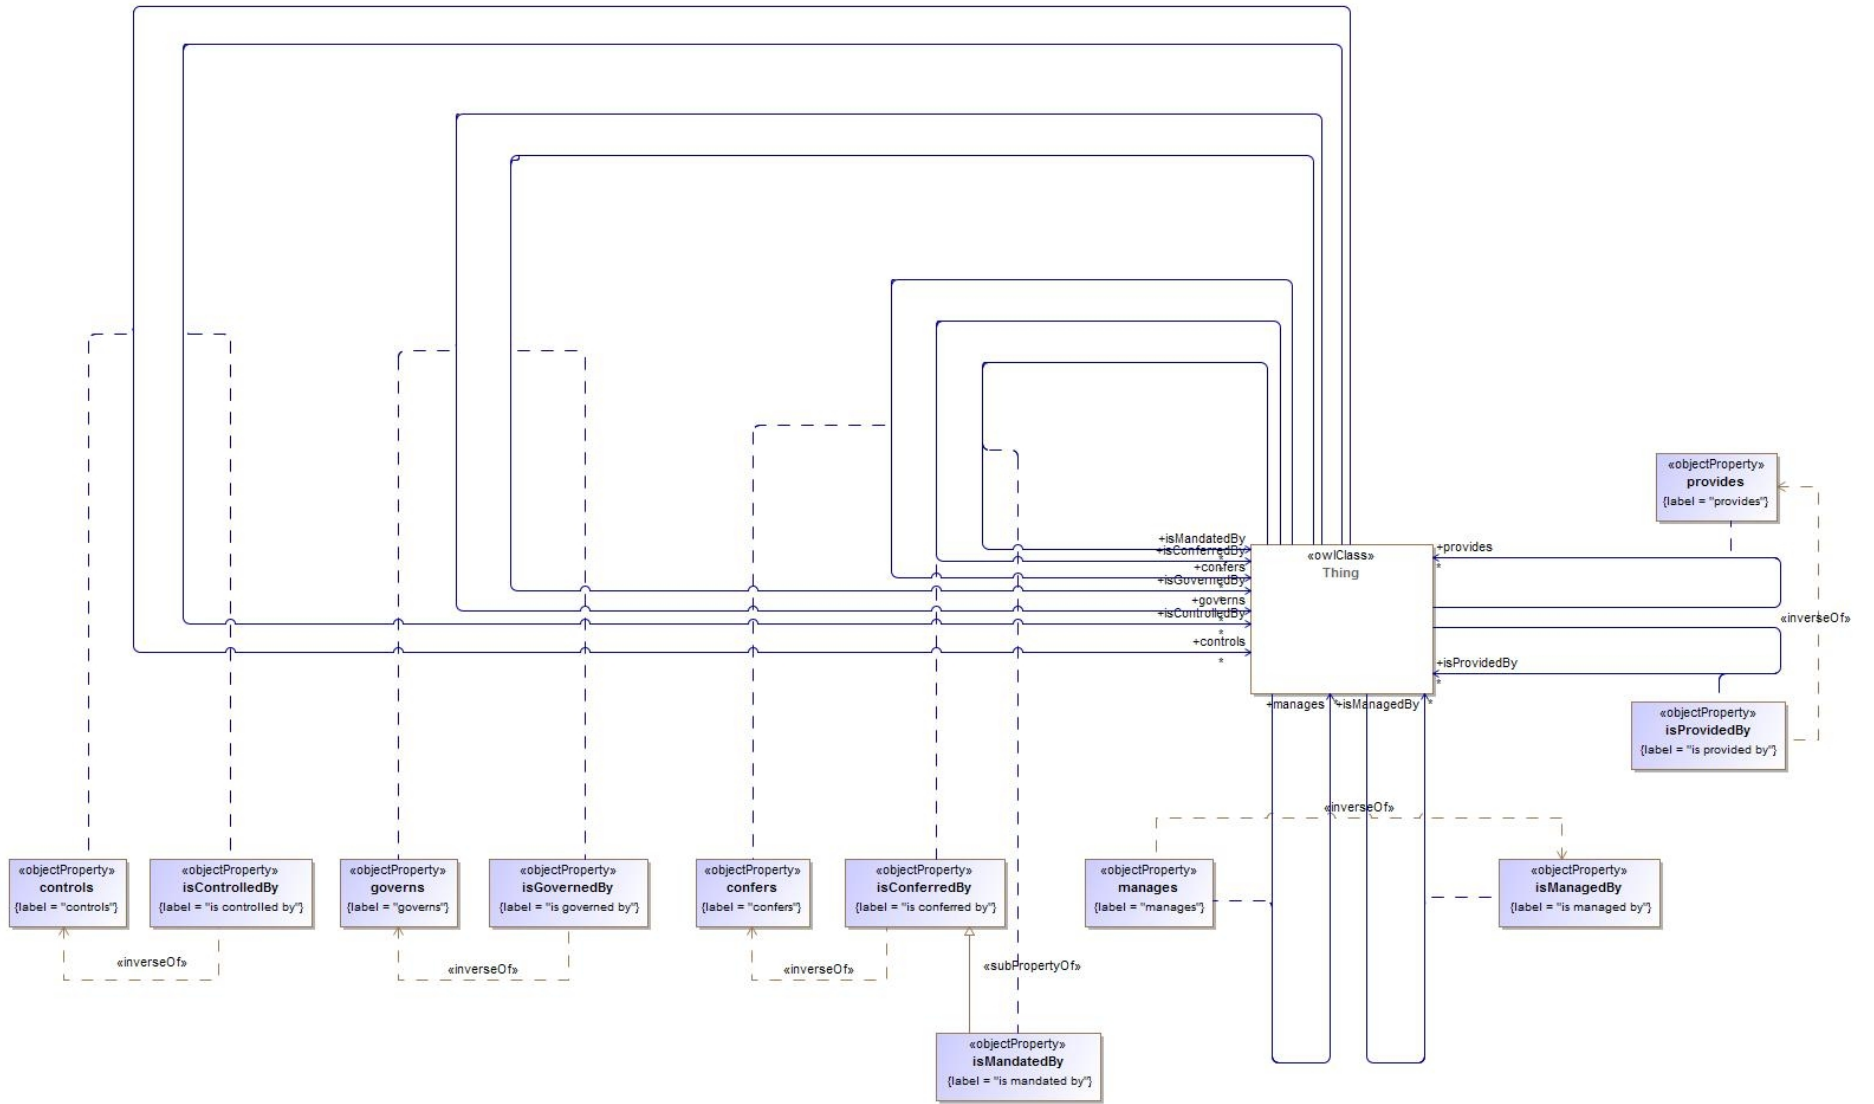 «objectProperty»
provides
{label = "provides"}
+isMandatedBy
+isConferredBy
*
+confers
*
+isGovernedBy
*
+governs
*
+isControlledBy
*
*
+controls
*
«owlClass»
Thing
+provides
*
«inverseOf»
+isProvidedBy
*
+manages
*
+isManagedBy
*
«objectProperty»
isProvidedBy
{label = "is provided by"}
«inverseOf»
«objectProperty»
controls
{label = "controls"}
«objectProperty»
isControlledBy
{label = "is controlled by"}
«objectProperty»
governs
{label = "governs"}
«objectProperty»
isGovernedBy
{label = "is governed by"}
«objectProperty»
confers
{label = "confers"}
«objectProperty»
isConferredBy
{label = "is conferred by"}
«objectProperty»
manages
{label = "manages"}
«objectProperty»
isManagedBy
{label = "is managed by"}
«inverseOf»
«inverseOf»
«inverseOf»
«subPropertyOf»
«objectProperty»
isMandatedBy
{label = "is mandated by"}